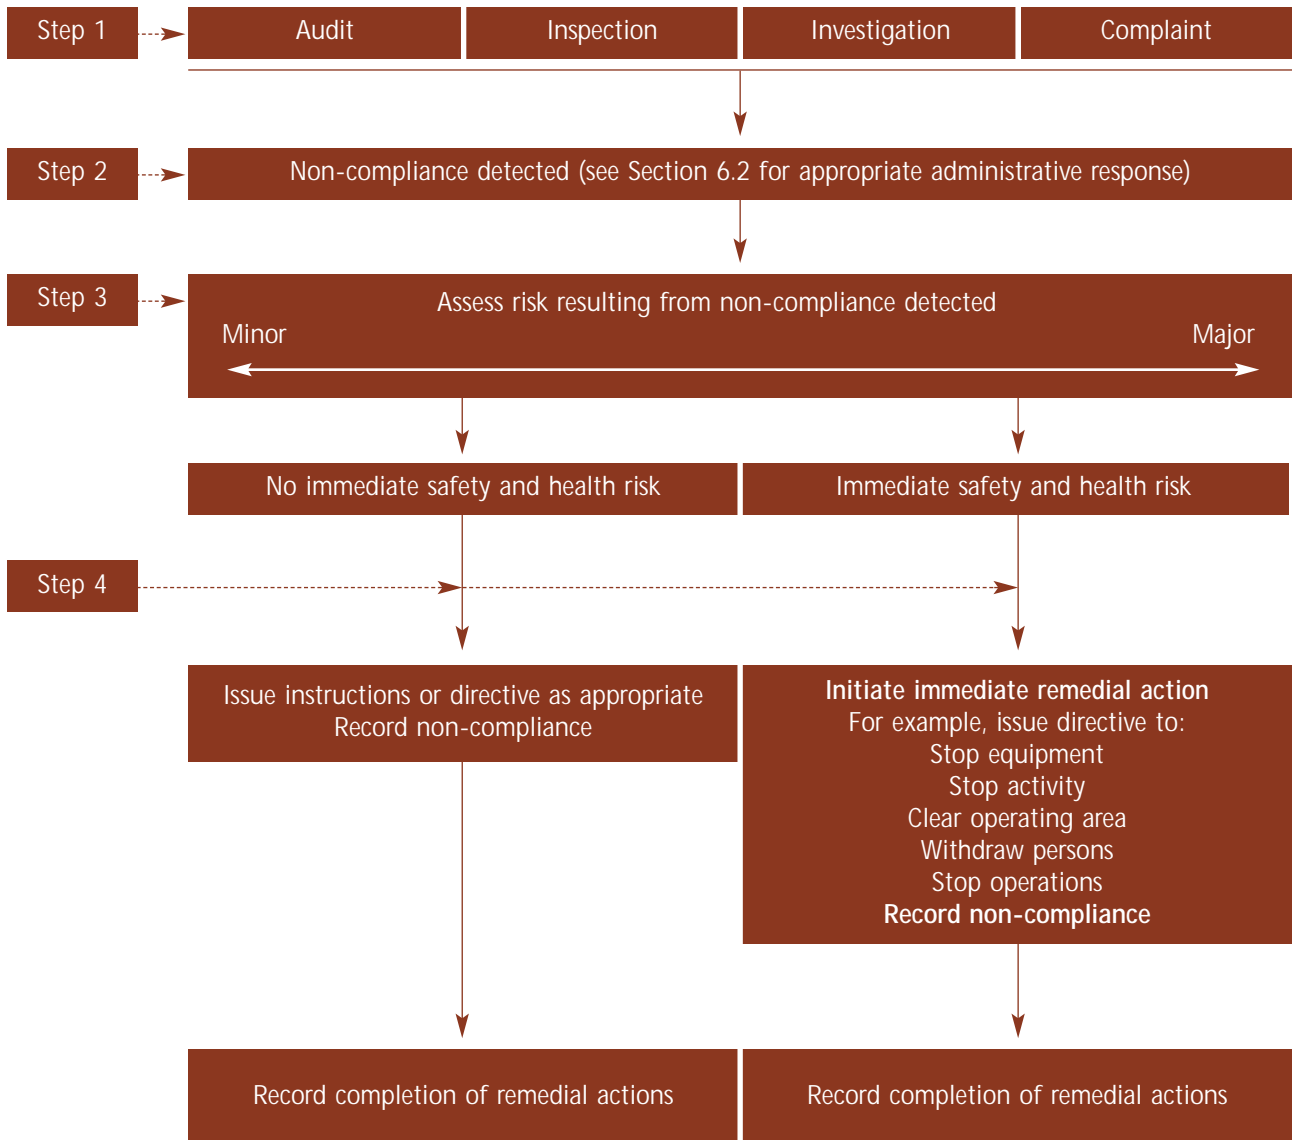 Step 1
Audit
Inspection
Investigation
Complaint
Step 2
Non-compliance detected (see Section 6.2 for appropriate administrative response)
Step 3
Assess risk resulting from non-compliance detected
Minor
Major
No immediate safety and health risk
Immediate safety and health risk
Step 4
Issue instructions or directive as appropriate
Record non-compliance
Initiate immediate remedial action
For example, issue directive to:
Stop equipment
Stop activity
Clear operating area
Withdraw persons
Stop operations
Record non-compliance
Record completion of remedial actions
Record completion of remedial actions